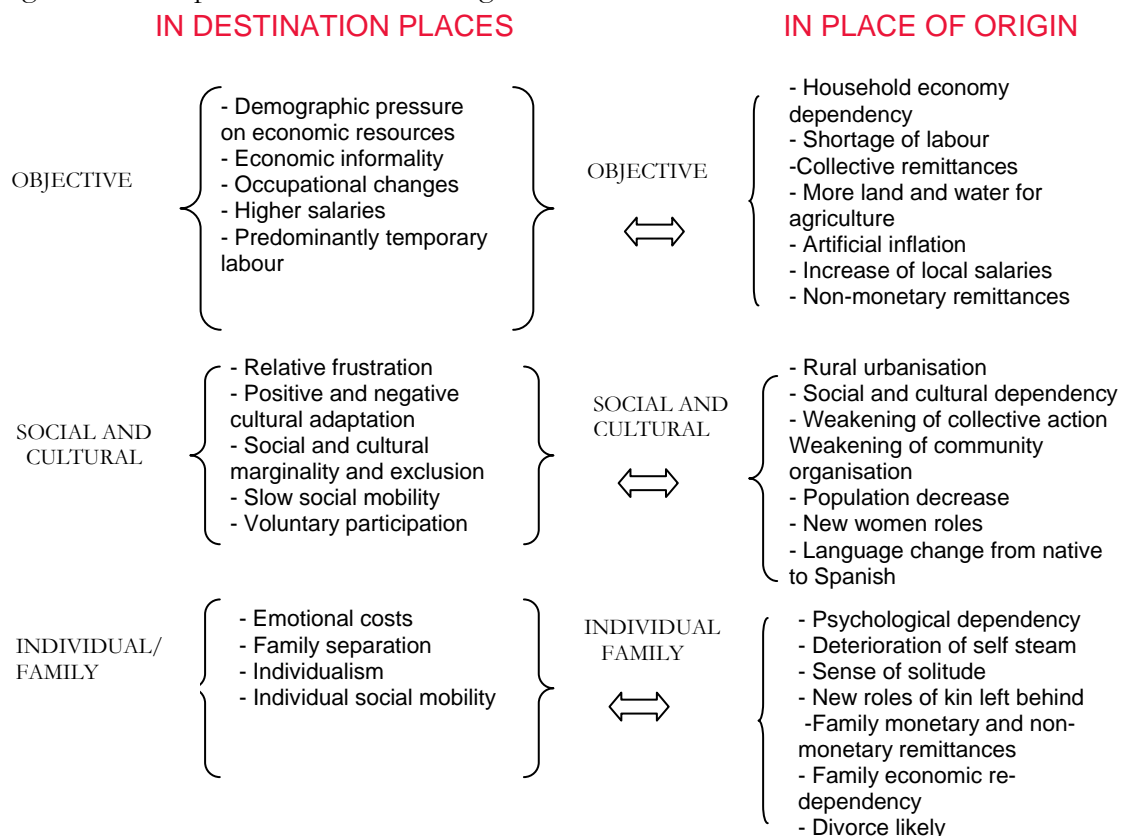 IN DESTINATION PLACES
IN PLACE OF ORIGIN
OBJECTIVE
- Demographic pressure
on economic resources
- Economic informality
- Occupational changes
- Higher salaries
- Predominantly temporary
labour
OBJECTIVE
- Household economy
dependency
- Shortage of labour
-Collective remittances
- More land and water for
agriculture
- Artificial inflation
- Increase of local salaries
- Non-monetary remittances
SOCIAL AND
CULTURAL
- Relative frustration
- Positive and negative
cultural adaptation
- Social and cultural
marginality and exclusion
- Slow social mobility
- Voluntary participation
SOCIAL AND
CULTURAL
- Rural urbanisation
- Social and cultural dependency
- Weakening of collective action
Weakening of community
organisation
- Population decrease
- New women roles
- Language change from native
to Spanish
INDIVIDUAL/
FAMILY
- Emotional costs
- Family separation
- Individualism
- Individual social mobility
INDIVIDUAL
FAMILY
- Psychological dependency
- Deterioration of self steam
- Sense of solitude
- New roles of kin left behind
-Family monetary and non-
monetary remittances
- Family economic re-
dependency
- Divorce likely